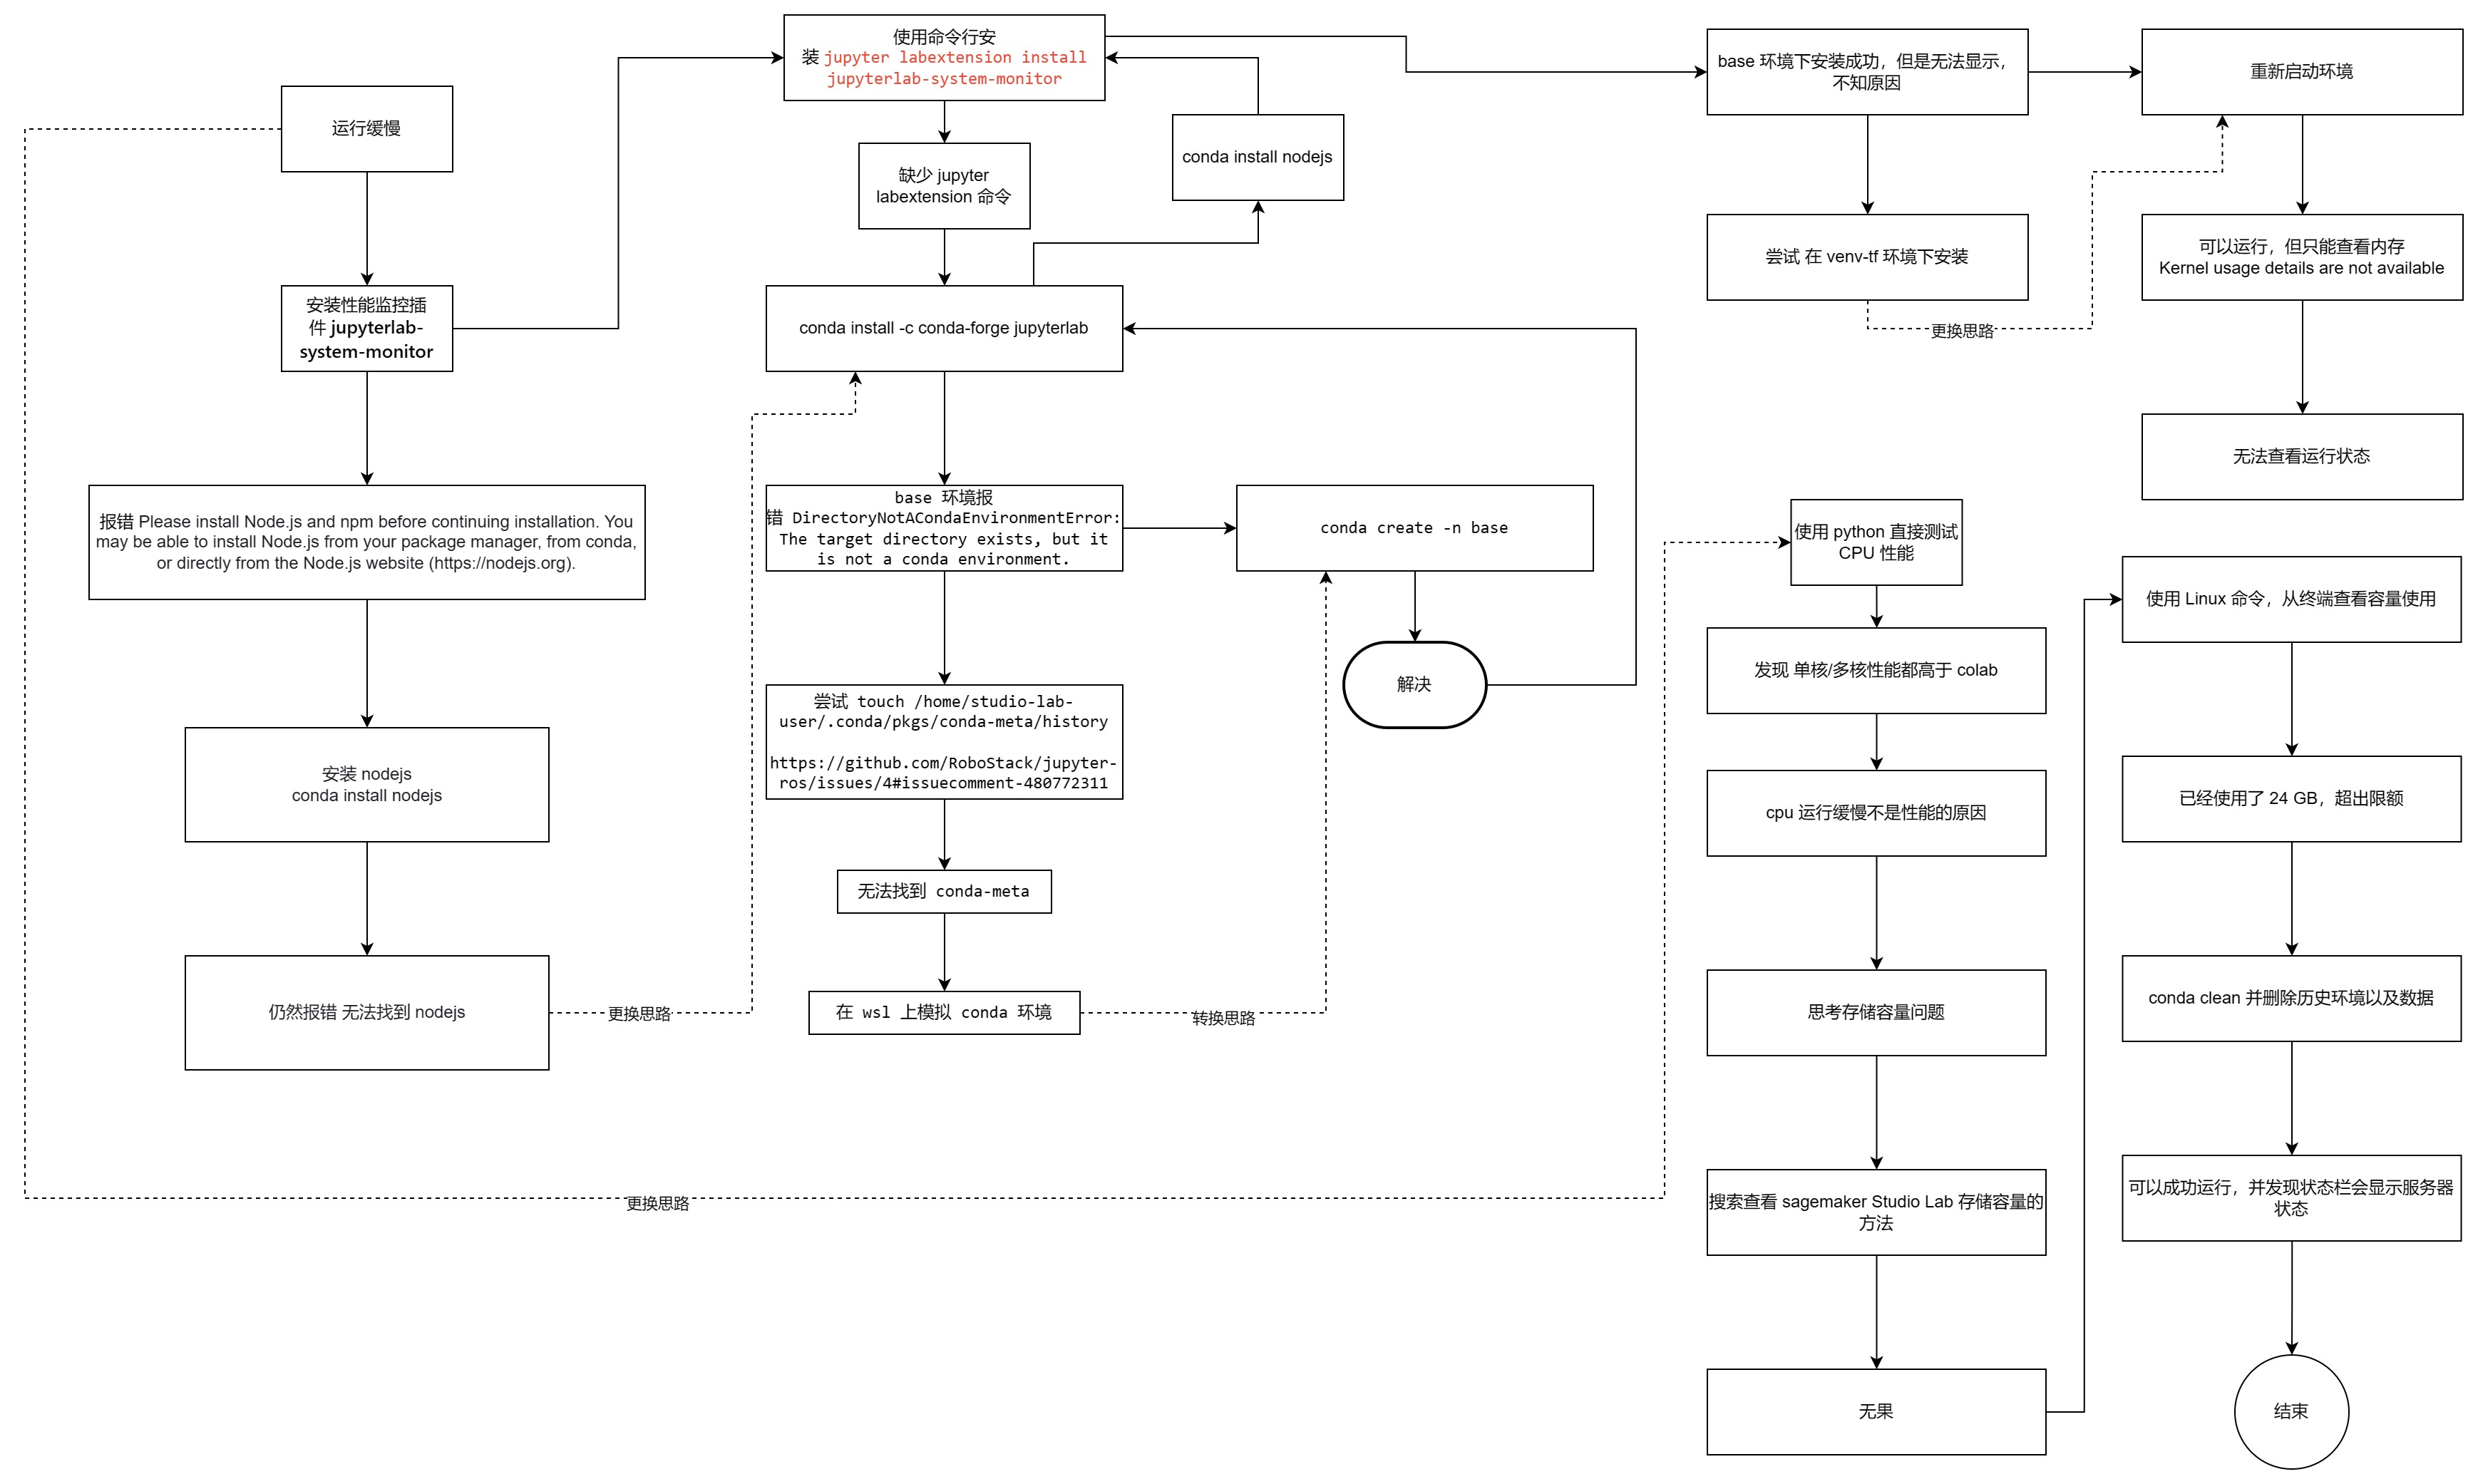 运行缓慢
安装性能监控插
件 jupyterlab-
system-monitor
报错 Please install Node.js and npm before continuing installation. You
may be able to install Node.js from your package manager, from conda,
or directly from the Node.js website (https://nodejs.org).
安装 nodejs
conda install nodejs
仍然报错 无法找到 nodejs
更换思路
更换思路
使用命令行安
装 jupyter labextension install
jupyterlab-system-monitor
缺少 jupyter
labextension 命令
conda install nodejs
conda install -c conda-forge jupyterlab
base 环境报
错 DirectoryNotACondaEnvironmentError:
The target directory exists, but it
is not a conda environment.
conda create -n base
解决
尝试 touch /home/studio-lab-
user/.conda/pkgs/conda-meta/history
https://github.com/RoboStack/jupyter-
ros/issues/4#issuecomment-480772311
无法找到 conda-meta
在 wsl 上模拟 conda 环境
转换思路
base 环境下安装成功，但是无法显示，
不知原因
尝试 在 venv-tf 环境下安装
更换思路
重新启动环境
可以运行，但只能查看内存
Kernel usage details are not available
无法查看运行状态
使用 python 直接测试
CPU 性能
发现 单核/多核性能都高于 colab
cpu 运行缓慢不是性能的原因
思考存储容量问题
搜索查看 sagemaker Studio Lab 存储容量的
方法
无果
使用 Linux 命令，从终端查看容量使用
已经使用了 24 GB，超出限额
conda clean 并删除历史环境以及数据
可以成功运行，并发现状态栏会显示服务器
状态
结束